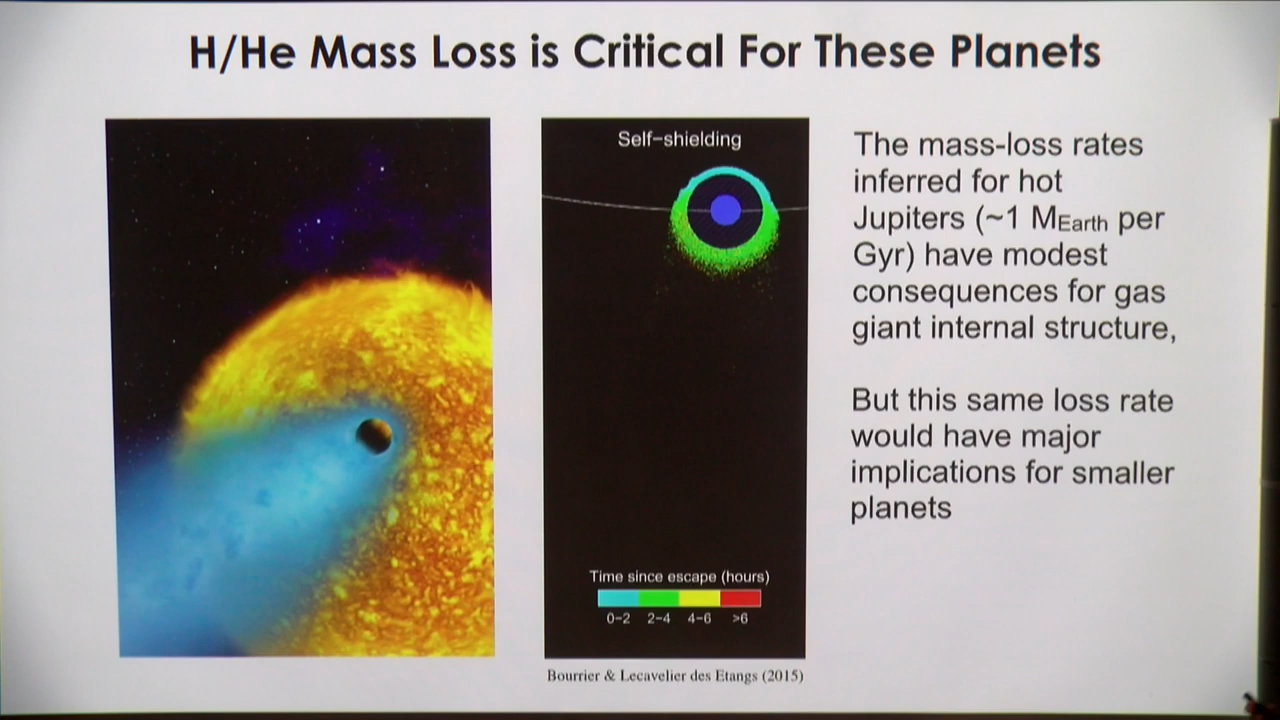 H/He Mass Loss is Critical For These Planets
Self-shielding
The mass-loss rates
inferred for hot
Jupiters (~1 MEarth per
Gyr) have modest
consequences for gas
giant internal structure,
But this same loss rate
would have major
implications for smaller
planets
Time since escape (hours)
0-2 2-4 4-6 >6
Bourrier & Lecavelier des Etangs (2015)